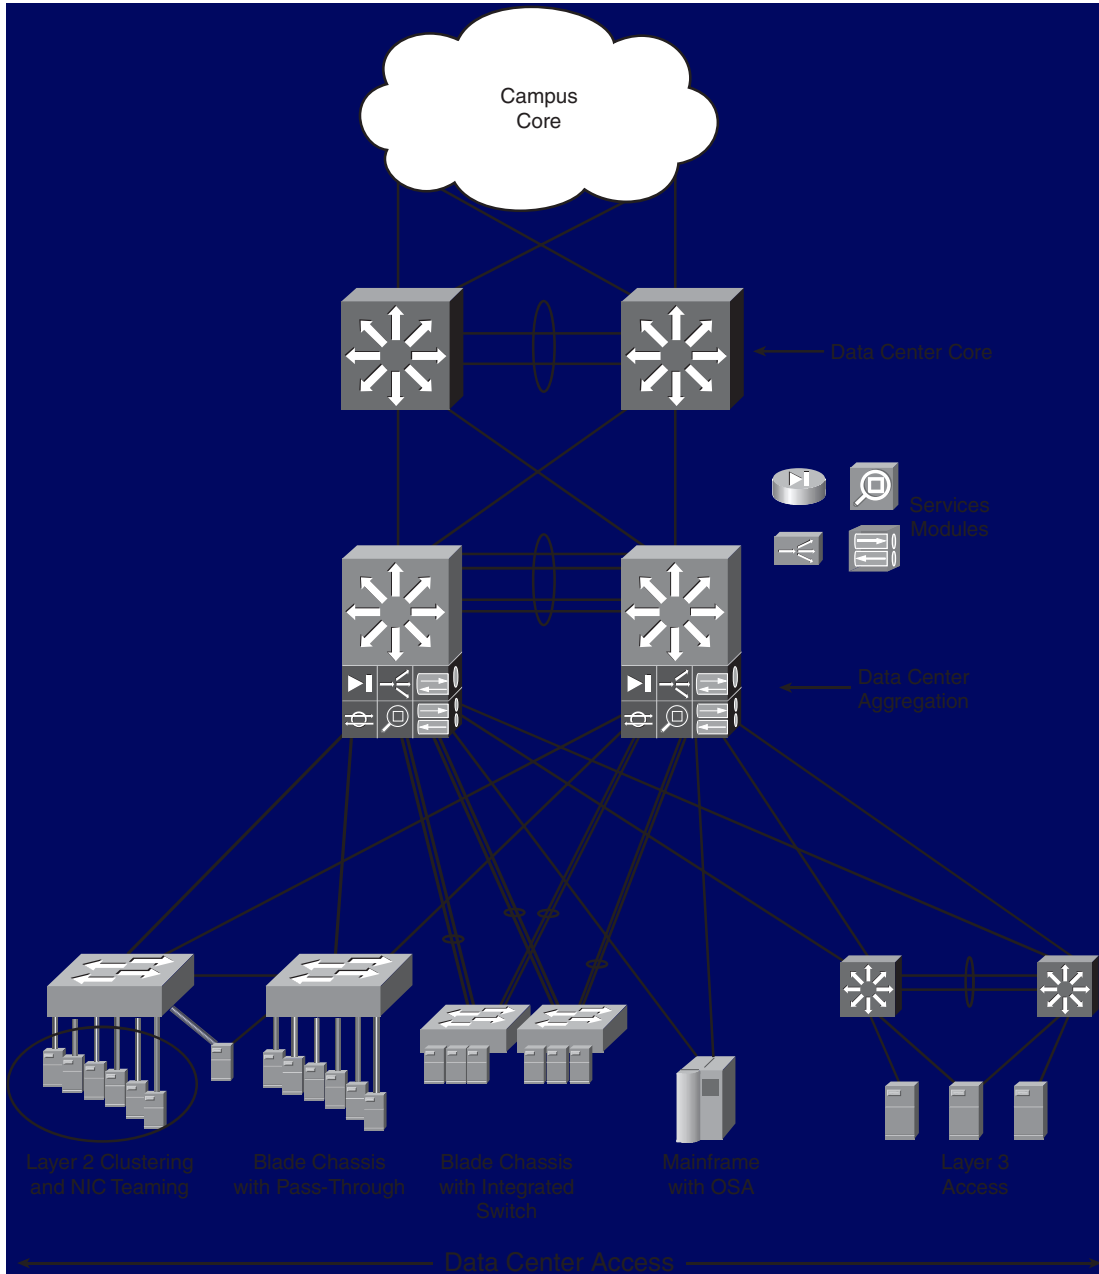 Campus
Core
Data Center Core
Services
Modules
Data Center
Aggregation
Layer 2 Clustering
and NIC Teaming
Blade Chassis
with Pass-Through
Blade Chassis
with Integrated
Switch
Mainframe
with OSA
Layer 3
Access
Data Center Access